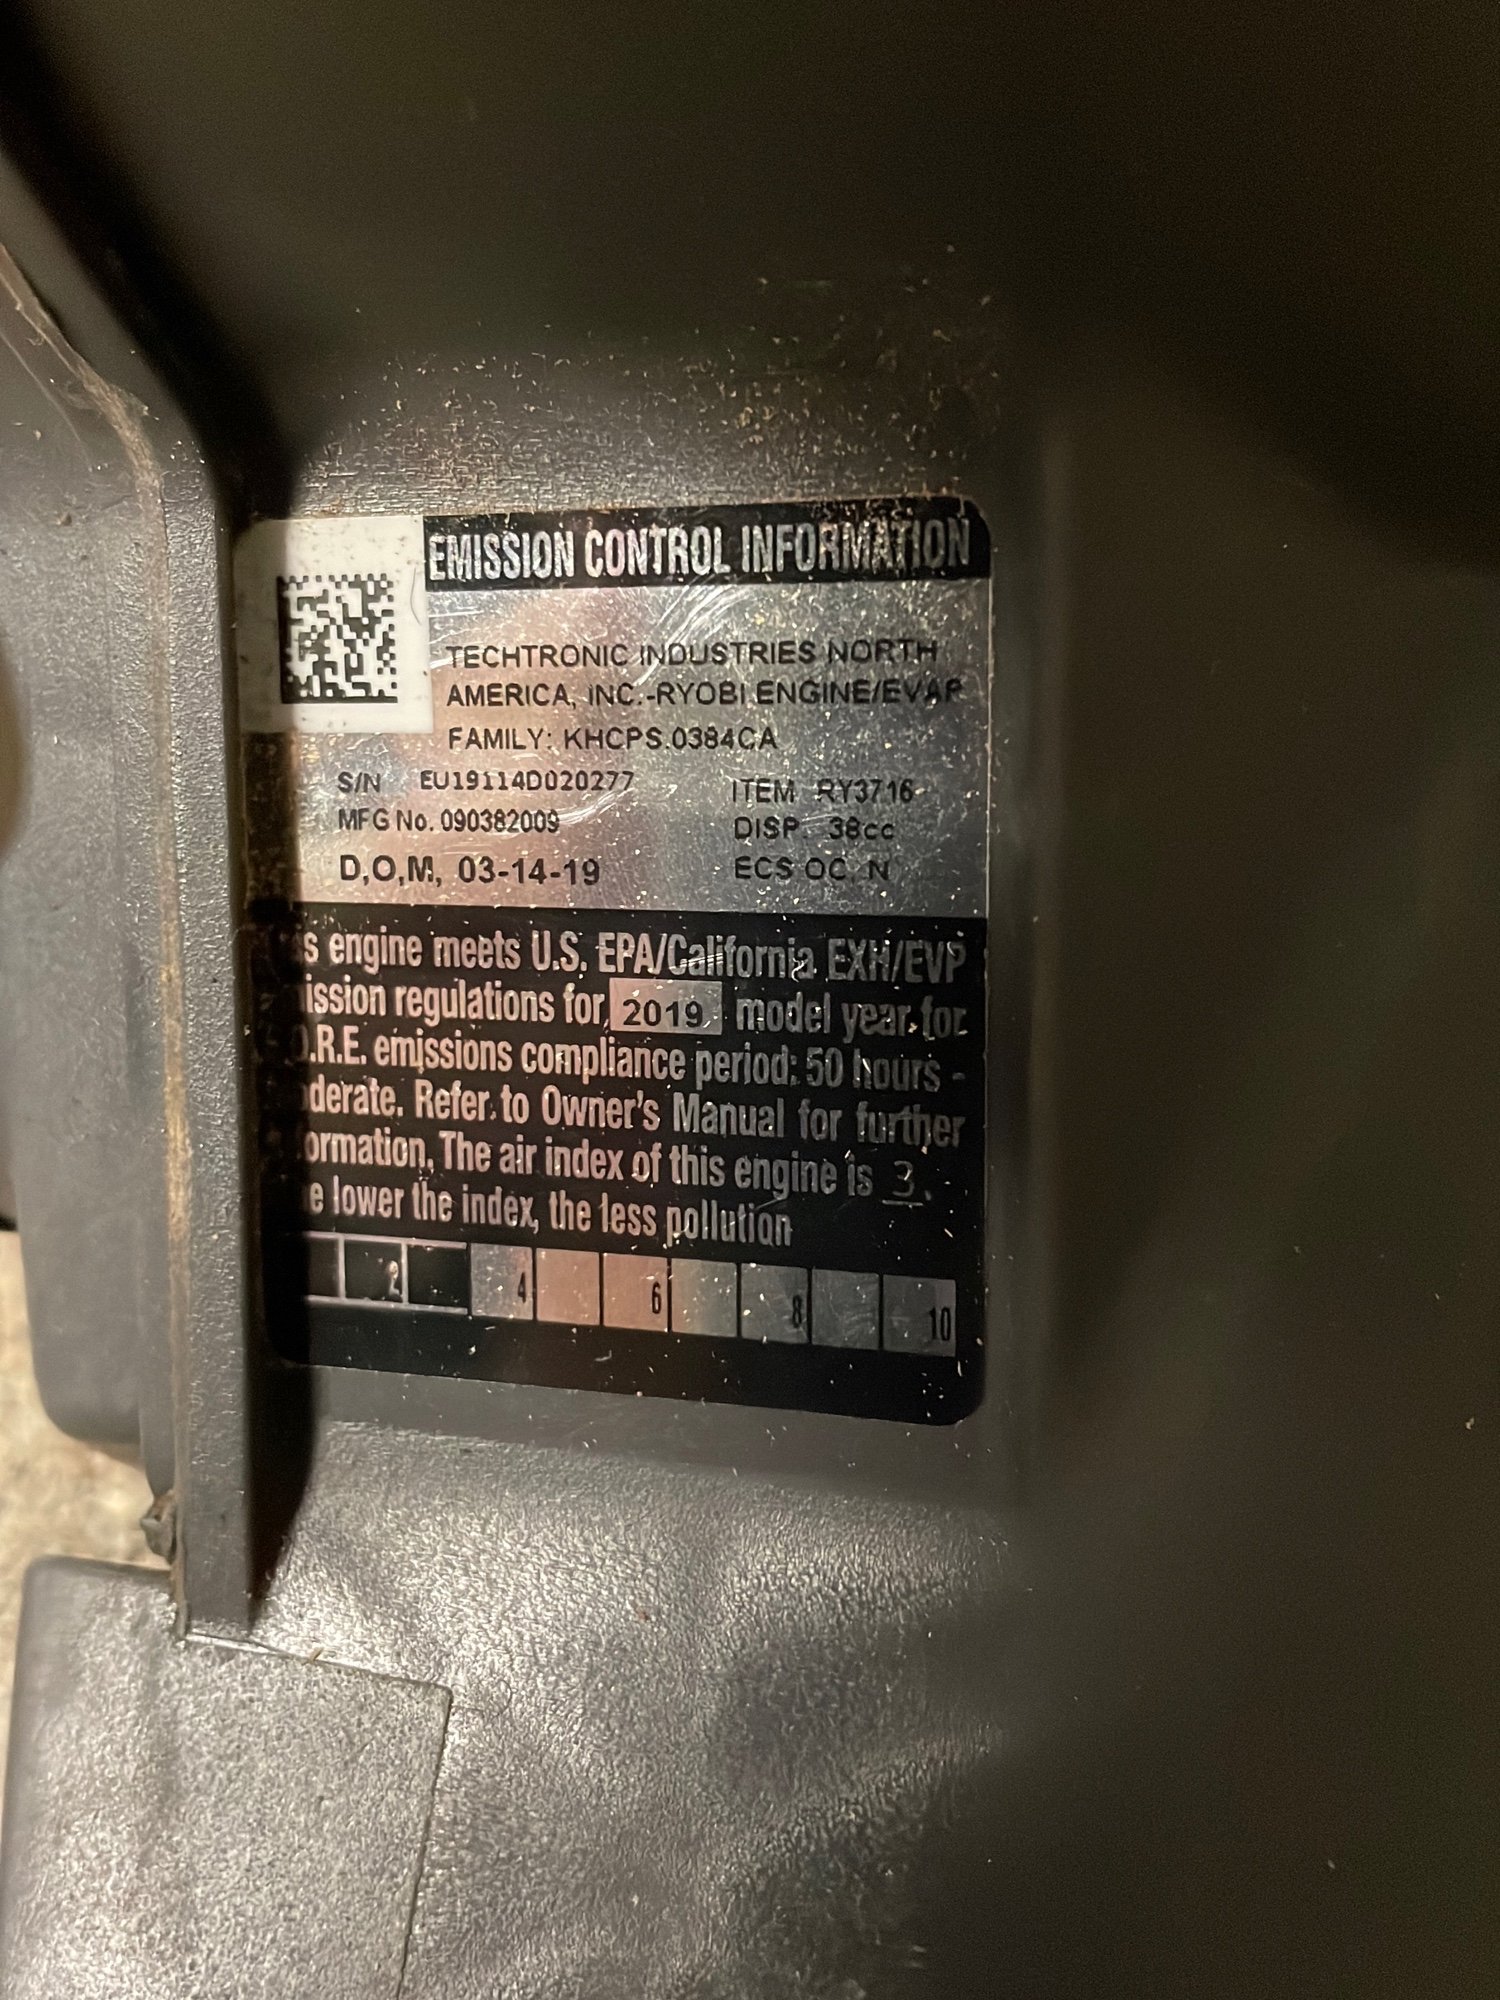 EMISSION CONTROL INFORMATION
TECHTRONIC INDUSTRIES NORTH
AMERICA, INC.-RYOBI ENGINE/EVAP
FAMILY: KHCPS.0384CA
S/N EU19114D020277 ITEM RY3716
MFG No. 090382009 DISP. 38cc
D,O,M, 03-14-19 ECS OC. N
s engine meets U.S. EPA/California EXH/EVP
ission regulations for 2019 model year for
.R.E. emissions compliance period: 50 hours -
derate. Refer to Owner's Manual for further
ormation. The air index of this engine is 3.
e lower the index, the less pollution
2 4 6 8 10